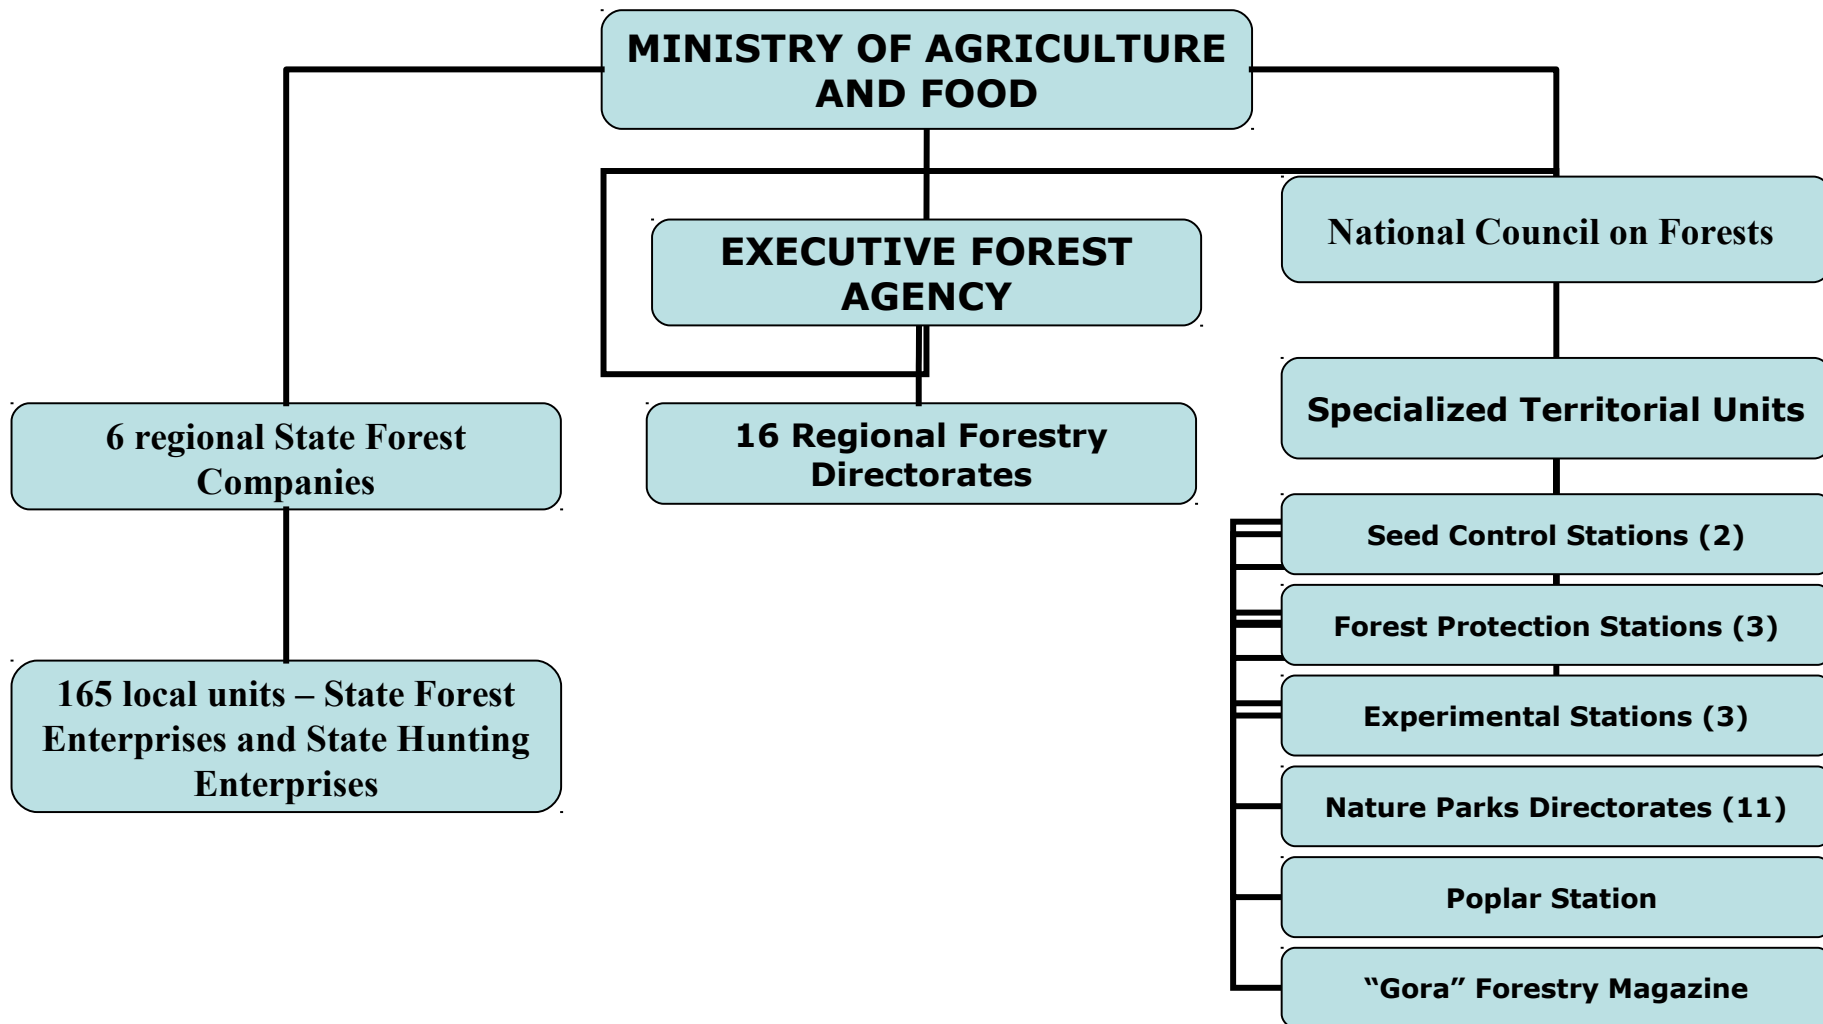 MINISTRY OF AGRICULTURE
AND FOOD
EXECUTIVE FOREST
AGENCY
National Council on Forests
6 regional State Forest
Companies
16 Regional Forestry
Directorates
Specialized Territorial Units
165 local units – State Forest
Enterprises and State Hunting
Enterprises
Seed Control Stations (2)
Forest Protection Stations (3)
Experimental Stations (3)
Nature Parks Directorates (11)
Poplar Station
“Gora” Forestry Magazine